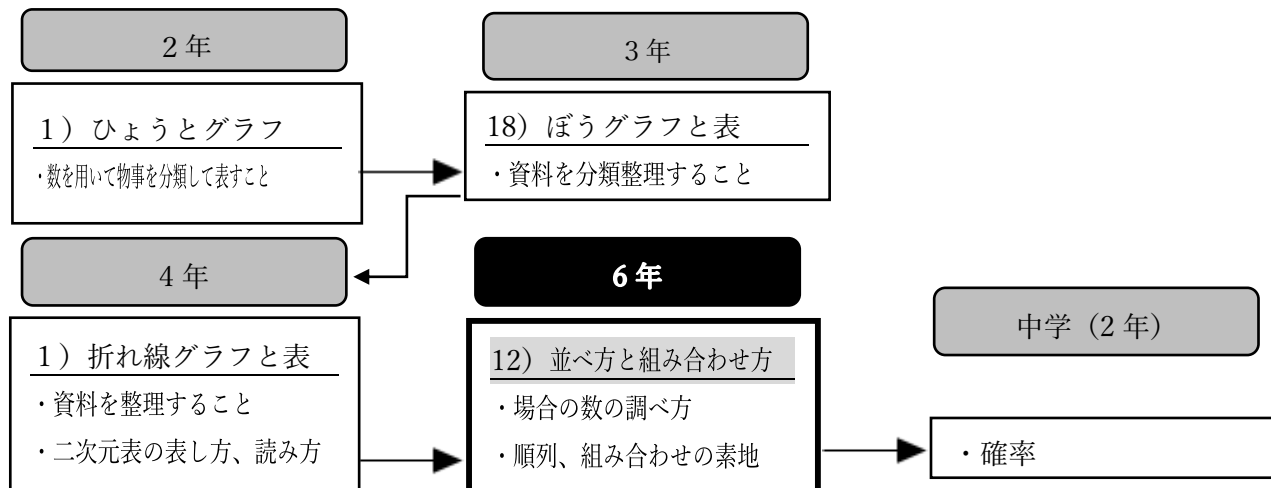 2年
1）ひょうとグラフ
・数を用いて物事を分類して表すこと
3年
18）ぼうグラフと表
・資料を分類整理すること
4年
1）折れ線グラフと表
・資料を整理すること
・二次元表の表し方、読み方
6年
12）並べ方と組み合わせ方
・場合の数の調べ方
・順列、組み合わせの素地
中学（2年）
・確率